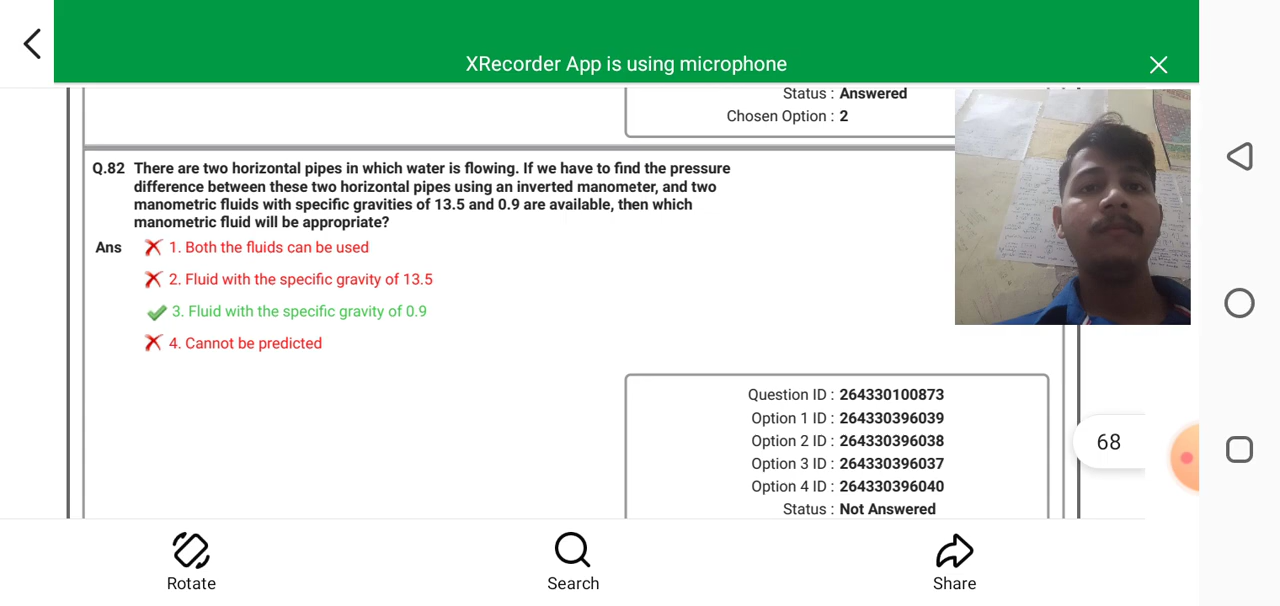 XRecorder App is using microphone
Status : Answered
Chosen Option : 2
Q.82 There are two horizontal pipes in which water is flowing. If we have to find the pressure
difference between these two horizontal pipes using an inverted manometer, and two
manometric fluids with specific gravities of 13.5 and 0.9 are available, then which
manometric fluid will be appropriate?
Ans
1. Both the fluids can be used
2. Fluid with the specific gravity of 13.5
3. Fluid with the specific gravity of 0.9
4. Cannot be predicted
Question ID : 264330100873
Option 1 ID : 264330396039
Option 2 ID : 264330396038
Option 3 ID : 264330396037
Option 4 ID : 264330396040
Status : Not Answered
68
Rotate
Search
Share